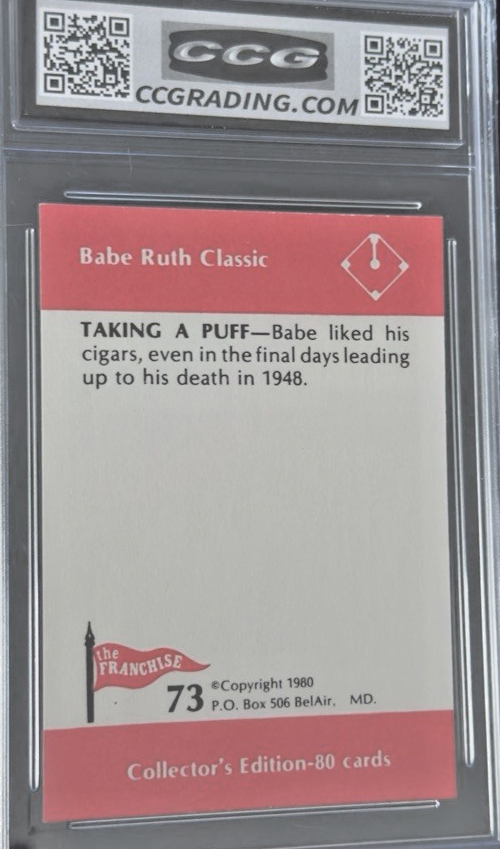 CCG
CCGRADING.COM
Babe Ruth Classic
TAKING A PUFF—Babe liked his
cigars, even in the final days leading
up to his death in 1948.
the
FRANCHISE
73
©Copyright 1980
P.O. Box 506 BelAir, MD.
Collector's Edition-80 cards